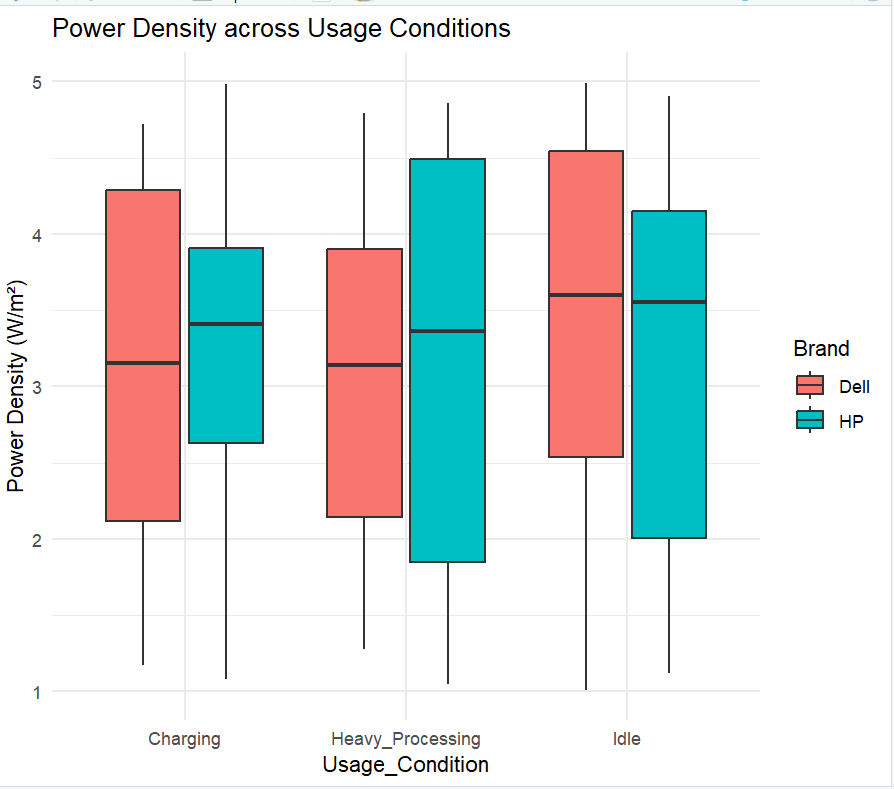 Power Density across Usage Conditions
5
4
3
2
1
Power Density (W/m²)
Charging
Heavy_Processing
Idle
Usage_Condition
Brand
Dell
HP